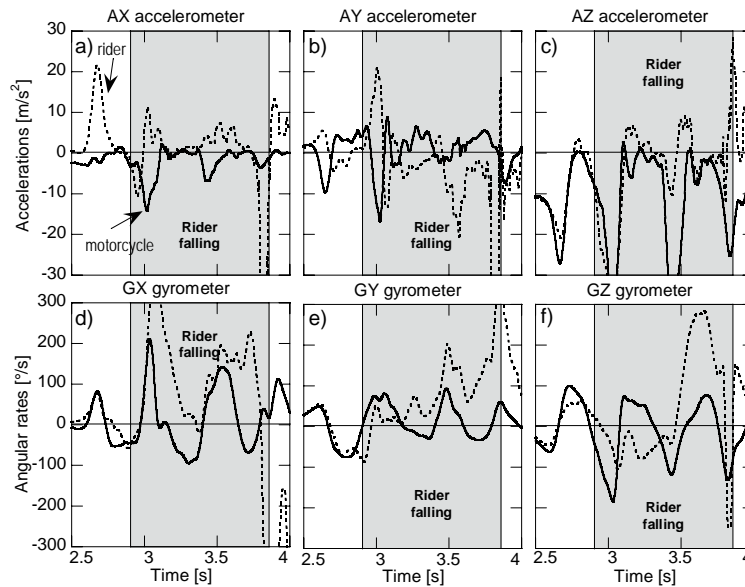 AX accelerometer AY accelerometer AZ accelerometer
a) b) c)
rider
Rider
falling
30
20
10
0
-10
-20
-30
Accelerations [m/s²]
motorcycle
Rider
falling
Rider
falling
GX gyrometer GY gyrometer GZ gyrometer
d) e) f)
Rider
falling
300
200
100
0
-100
-200
-300
Angular rates [°/s]
Rider
falling
Rider
falling
2.5 3 3.5 4 2.5 3 3.5 4 2.5 3 3.5 4
Time [s] Time [s] Time [s]